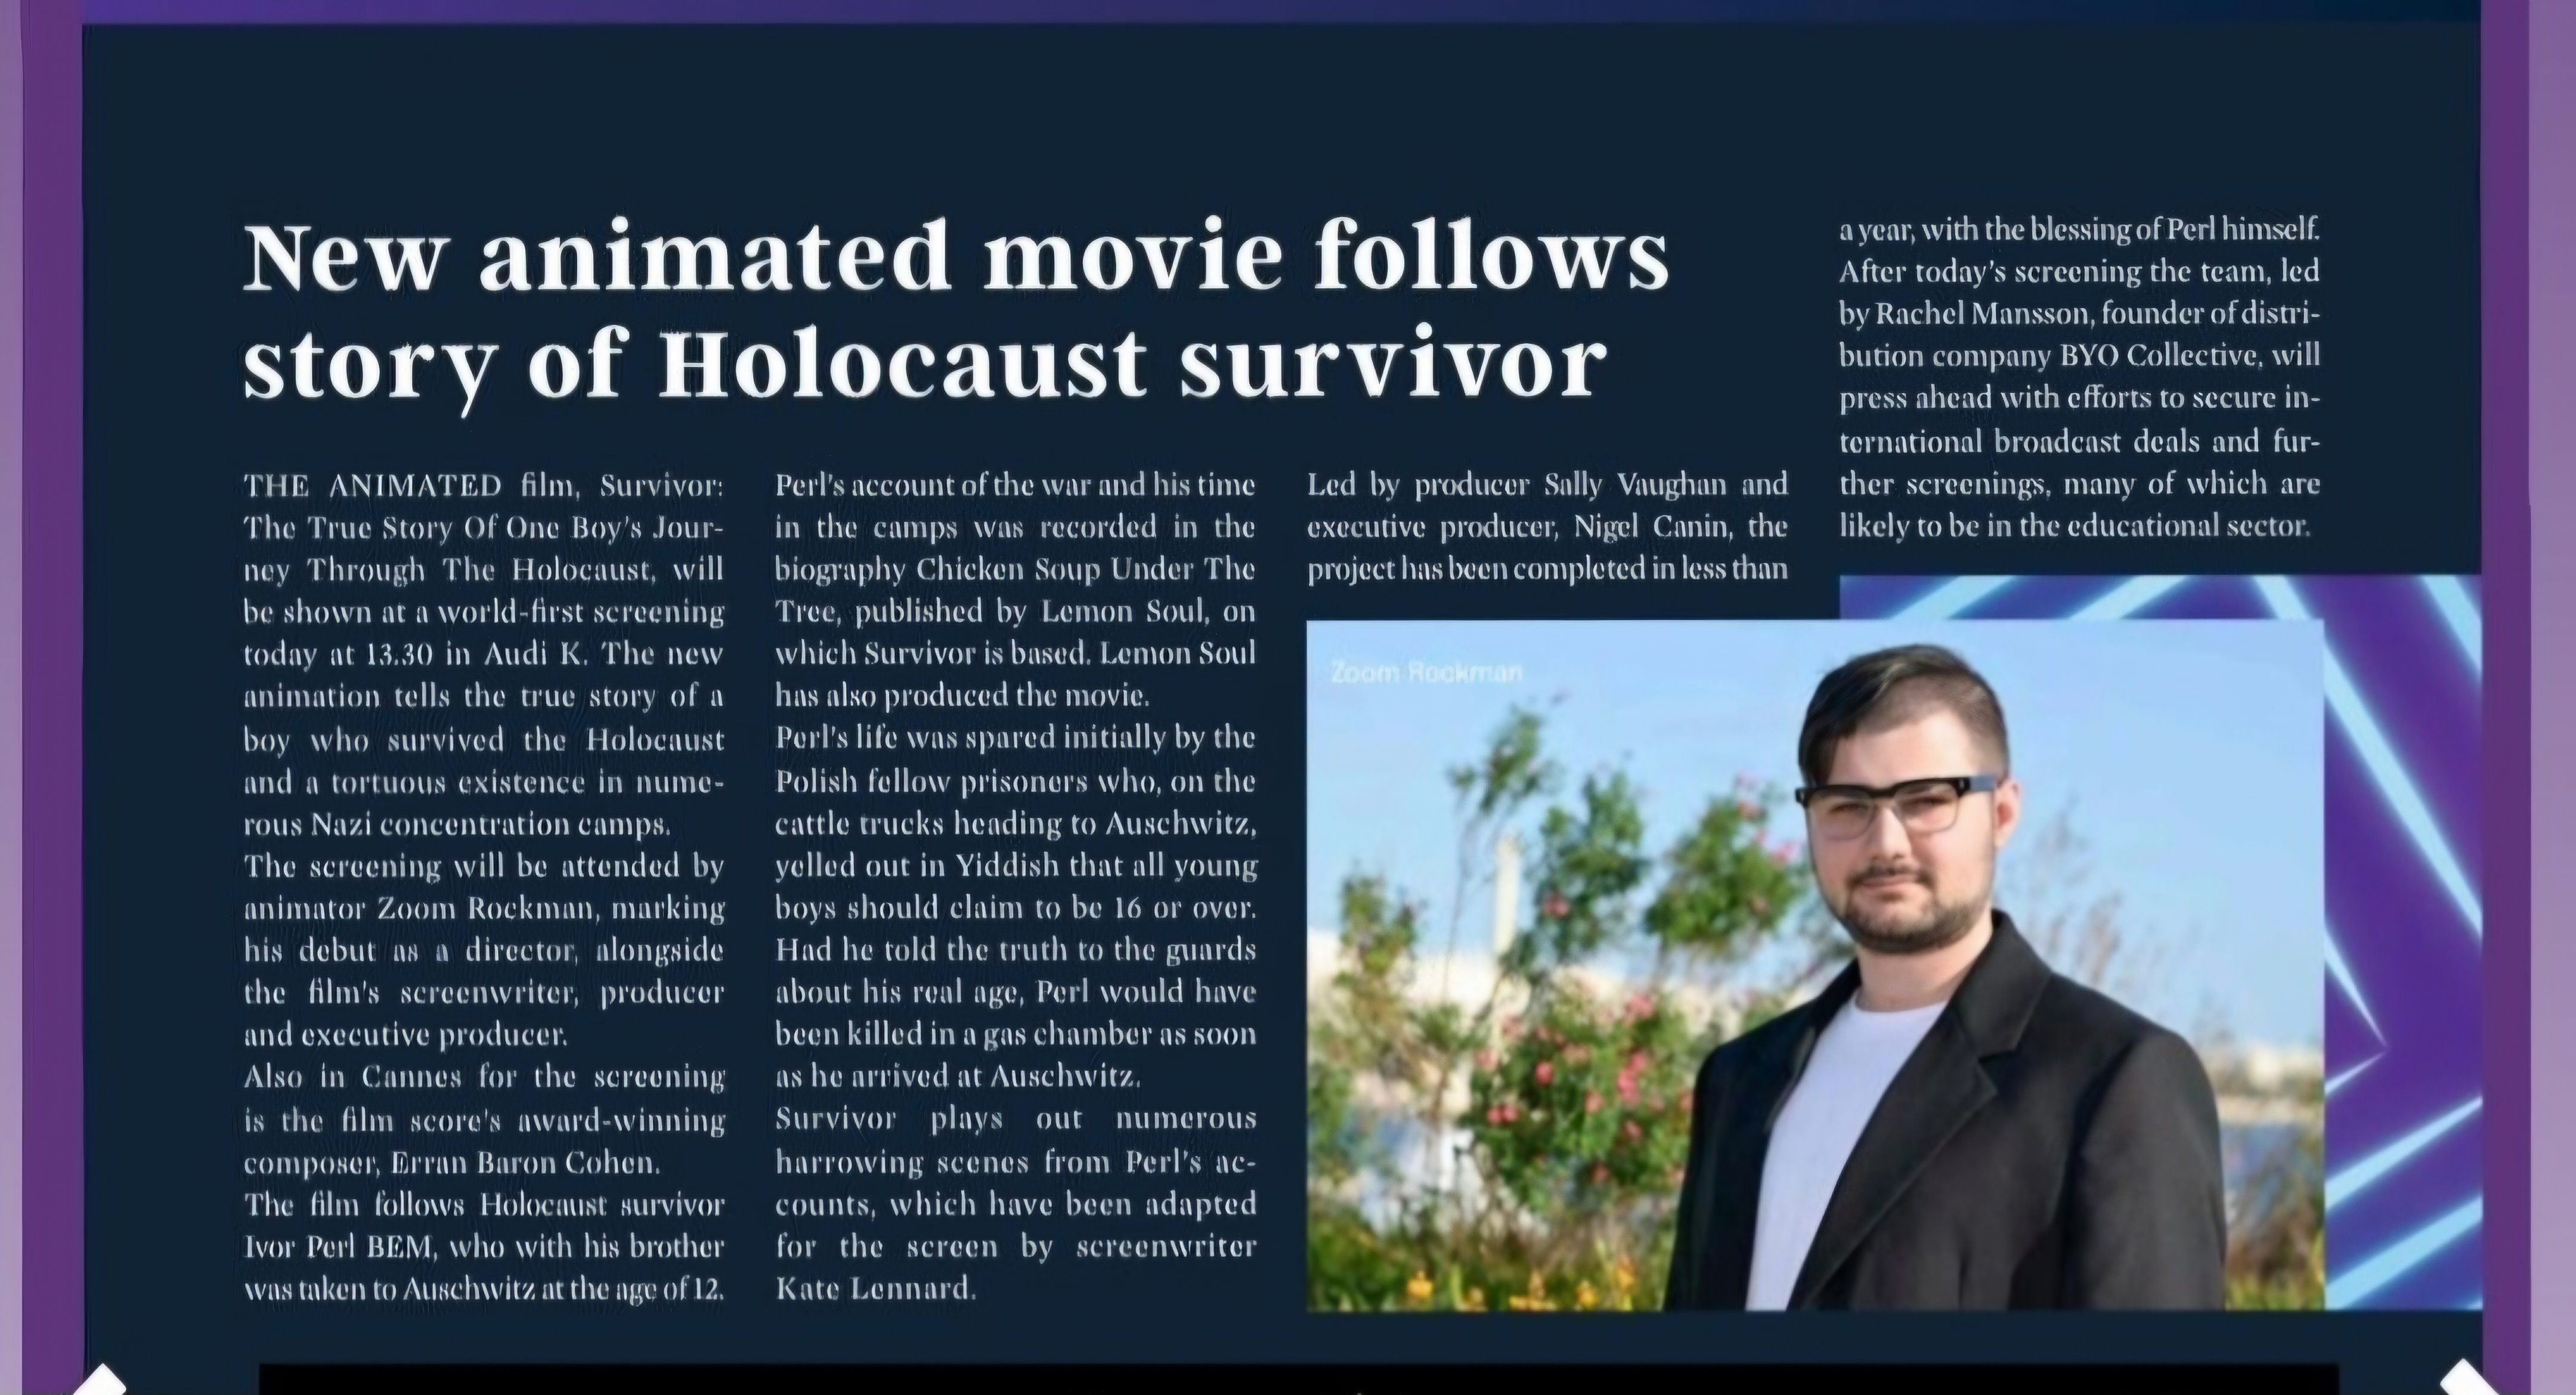 New animated movie follows
story of Holocaust survivor
THE ANIMATED film, Survivor:
The True Story Of One Boy's Jour-
ney Through The Holocaust, will
be shown at a world-first screening
today at 13.30 in Audi K. The new
animation tells the true story of a
boy who survived the Holocaust
and a tortuous existence in nume-
rous Nazi concentration camps.
The screening will be attended by
animator Zoom Rockman, marking
his debut as a director, alongside
the film's screenwriter, producer
and executive producer.
Also in Cannes for the screening
is the film score's award-winning
composer, Erran Baron Cohen.
The film follows Holocaust survivor
Ivor Perl BEM, who with his brother
was taken to Auschwitz at the age of 12.
Perl's account of the war and his time
in the camps was recorded in the
biography Chicken Soup Under The
Tree, published by Lemon Soul, on
which Survivor is based. Lemon Soul
has also produced the movie.
Perl's life was spared initially by the
Polish fellow prisoners who, on the
cattle trucks heading to Auschwitz,
yelled out in Yiddish that all young
boys should claim to be 16 or over.
Had he told the truth to the guards
about his real age, Perl would have
been killed in a gas chamber as soon
as he arrived at Auschwitz.
Survivor plays out numerous
harrowing scenes from Perl's ac-
counts, which have been adapted
for the screen by screenwriter
Kate Lennard.
Led by producer Sally Vaughan and
executive producer, Nigel Canin, the
project has been completed in less than
a year, with the blessing of Perl himself.
After today's screening the team, led
by Rachel Mansson, founder of distri-
bution company BYO Collective, will
press ahead with efforts to secure in-
ternational broadcast deals and fur-
ther screenings, many of which are
likely to be in the educational sector.
Zoom Rockman